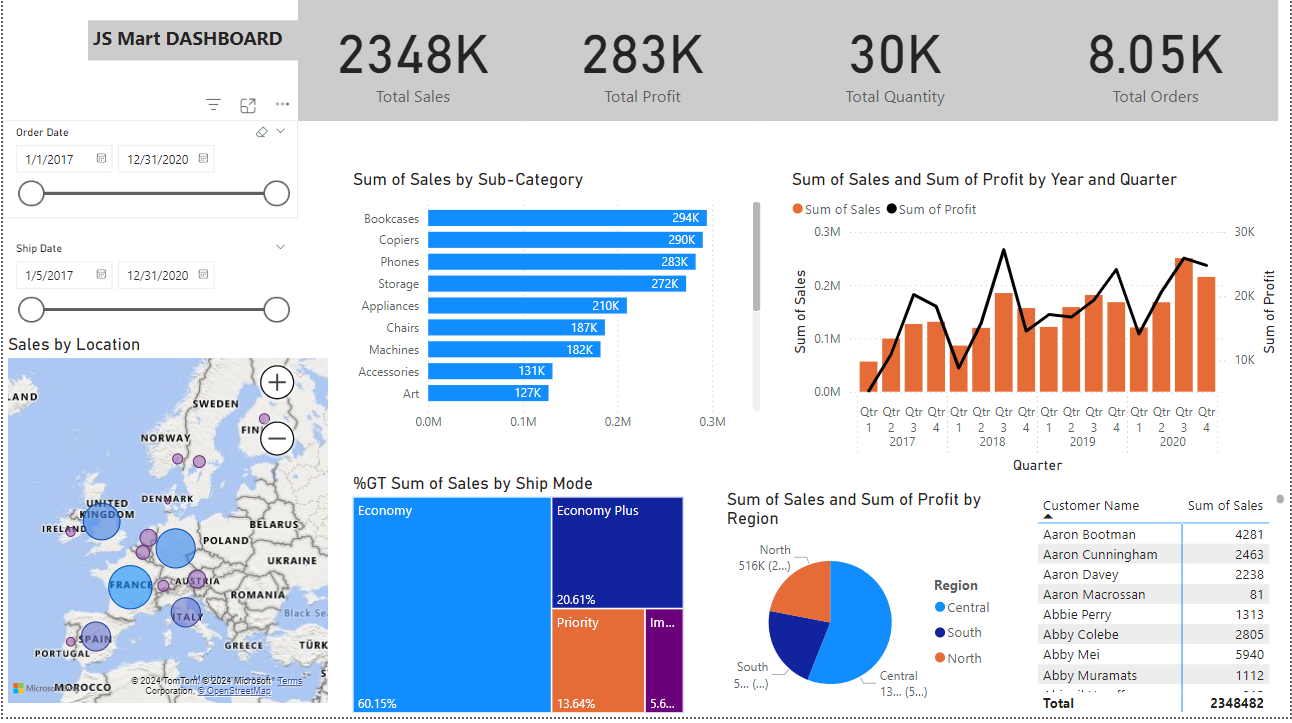 JS Mart DASHBOARD
2348K
Total Sales
283K
Total Profit
30K
Total Quantity
8.05K
Total Orders
Order Date
1/1/2017
12/31/2020
Ship Date
1/5/2017
12/31/2020
Sales by Location
LAND
SWEDEN
FIN
NORWAY
DENMARK
UNITED
KINGDOM
IRELAND
BELARUS
POLAND
UKRAINE
FRANCE
AUSTRIA
ROMANIA
ITALY
Black Se
SPAIN
PORTUGAL
GREECE
TÜRK
MOROCCO
© 2024 TomTom, © 2024 Microsoft Terms
Corporation, © OpenStreetMap
Sum of Sales by Sub-Category
Bookcases 294K
Copiers 290K
Phones 283K
Storage 272K
Appliances 210K
Chairs 187K
Machines 182K
Accessories 131K
Art 127K
0.0M 0.1M 0.2M 0.3M
Sum of Sales and Sum of Profit by Year and Quarter
Sum of Sales Sum of Profit
Sum of Sales
0.3M
0.2M
0.1M
0.0M
30K
20K
10K
Sum of Profit
Qtr Qtr Qtr Qtr Qtr Qtr Qtr Qtr Qtr Qtr Qtr Qtr Qtr Qtr Qtr Qtr
1 2 3 4 1 2 3 4 1 2 3 4 1 2 3 4
2017 2018 2019 2020
Quarter
%GT Sum of Sales by Ship Mode
Economy
60.15%
Economy Plus
20.61%
Priority
13.64%
Im...
5.6...
Sum of Sales and Sum of Profit by
Region
North
516K (2...)
South
5... (...)
Central
13... (5...)
Region
Central
South
North
Customer Name Sum of Sales
Aaron Bootman 4281
Aaron Cunningham 2463
Aaron Davey 2238
Aaron Macrossan 81
Abbie Perry 1313
Abby Colebe 2805
Abby Mei 5940
Abby Muramats 1112
Total 2348482